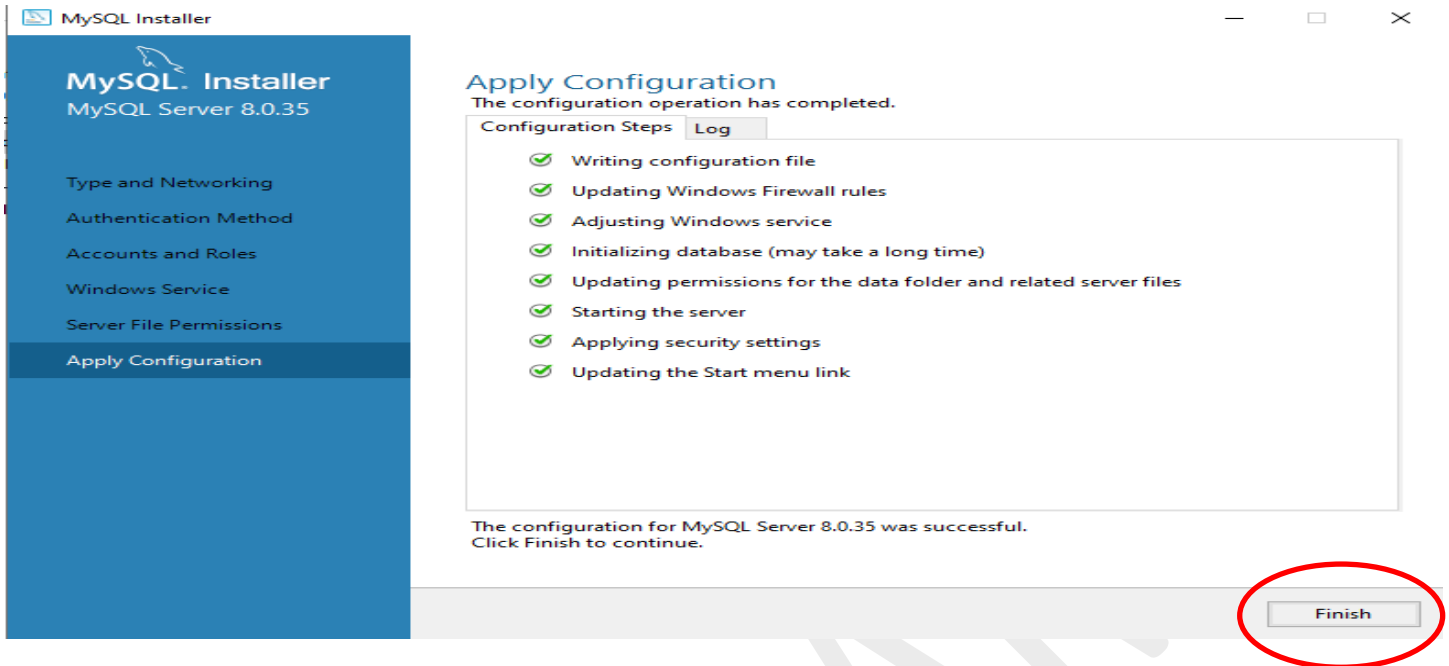 MySQL Installer
MySQL. Installer
MySQL Server 8.0.35
Type and Networking
Authentication Method
Accounts and Roles
Windows Service
Server File Permissions
Apply Configuration
Apply Configuration
The configuration operation has completed.
Configuration Steps Log
Writing configuration file
Updating Windows Firewall rules
Adjusting Windows service
Initializing database (may take a long time)
Updating permissions for the data folder and related server files
Starting the server
Applying security settings
Updating the Start menu link
The configuration for MySQL Server 8.0.35 was successful.
Click Finish to continue.
Finish